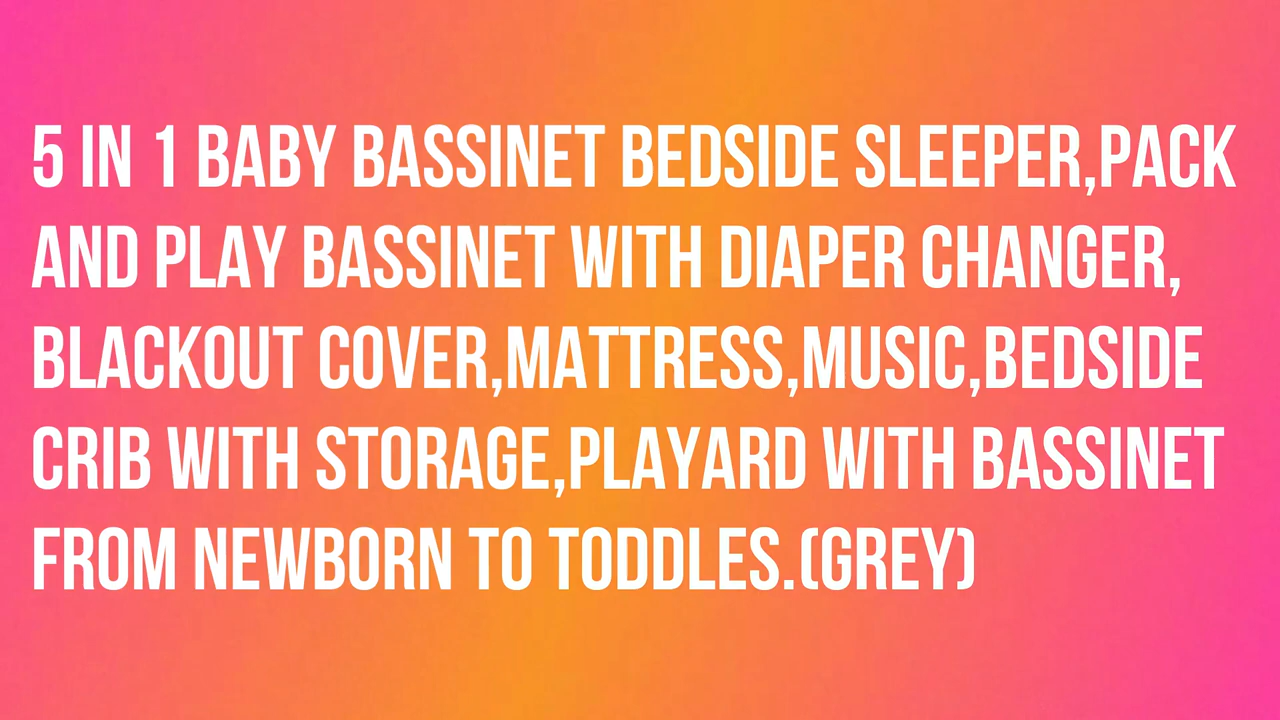 5 IN 1 BABY BASSINET BEDSIDE SLEEPER,PACK
AND PLAY BASSINET WITH DIAPER CHANGER,
BLACKOUT COVER,MATTRESS,MUSIC,BEDSIDE
CRIB WITH STORAGE,PLAYARD WITH BASSINET
FROM NEWBORN TO TODDLES.(GREY)